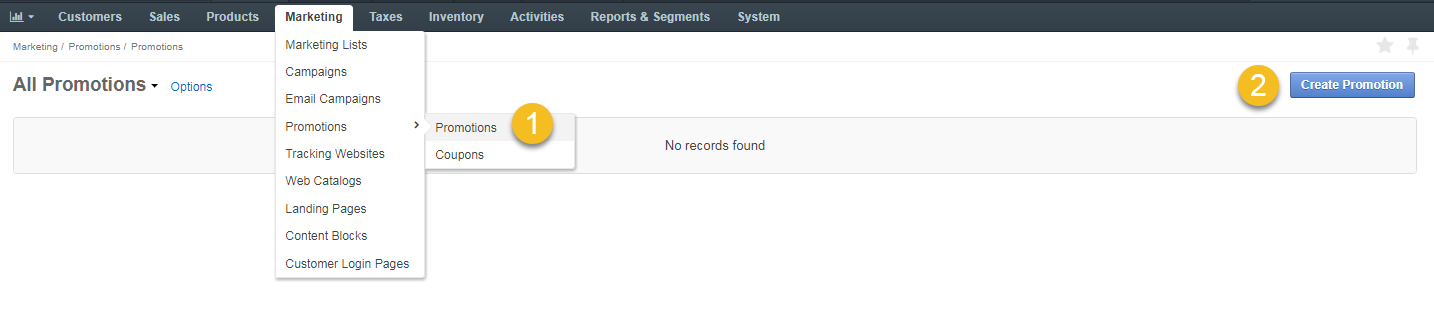 Customers Sales Products Marketing Taxes Inventory Activities Reports & Segments System
Marketing / Promotions / Promotions
All Promotions Options
2 Create Promotion
Marketing Lists
Campaigns
Email Campaigns
Promotions
Promotions 1
Coupons
Tracking Websites
Web Catalogs
Landing Pages
Content Blocks
Customer Login Pages
No records found